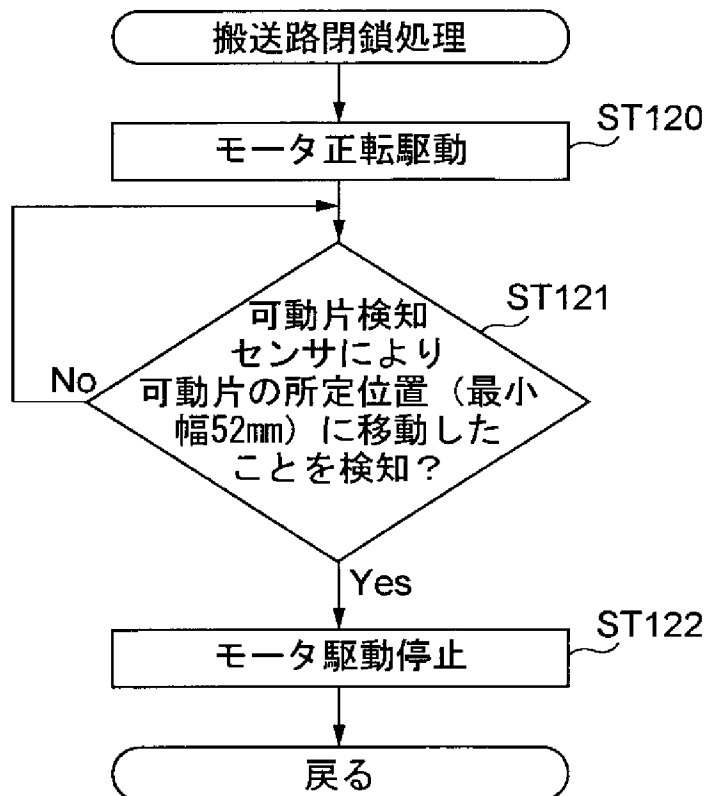 搬送路閉鎖処理
ST120
モータ正転駆動
ST121
可動片検知
センサにより
可動片の所定位置（最小
幅52mm）に移動した
ことを検知？
No
Yes
ST122
モータ駆動停止
戻る